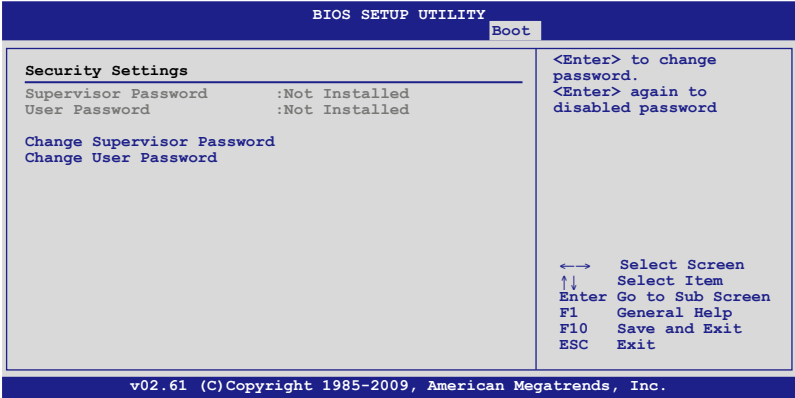 BIOS SETUP UTILITY
Boot
Security Settings
Supervisor Password :Not Installed
User Password :Not Installed
Change Supervisor Password
Change User Password
<Enter> to change
password.
<Enter> again to
disabled password
←→ Select Screen
↑↓ Select Item
Enter Go to Sub Screen
F1 General Help
F10 Save and Exit
ESC Exit
v02.61 (C)Copyright 1985-2009, American Megatrends, Inc.